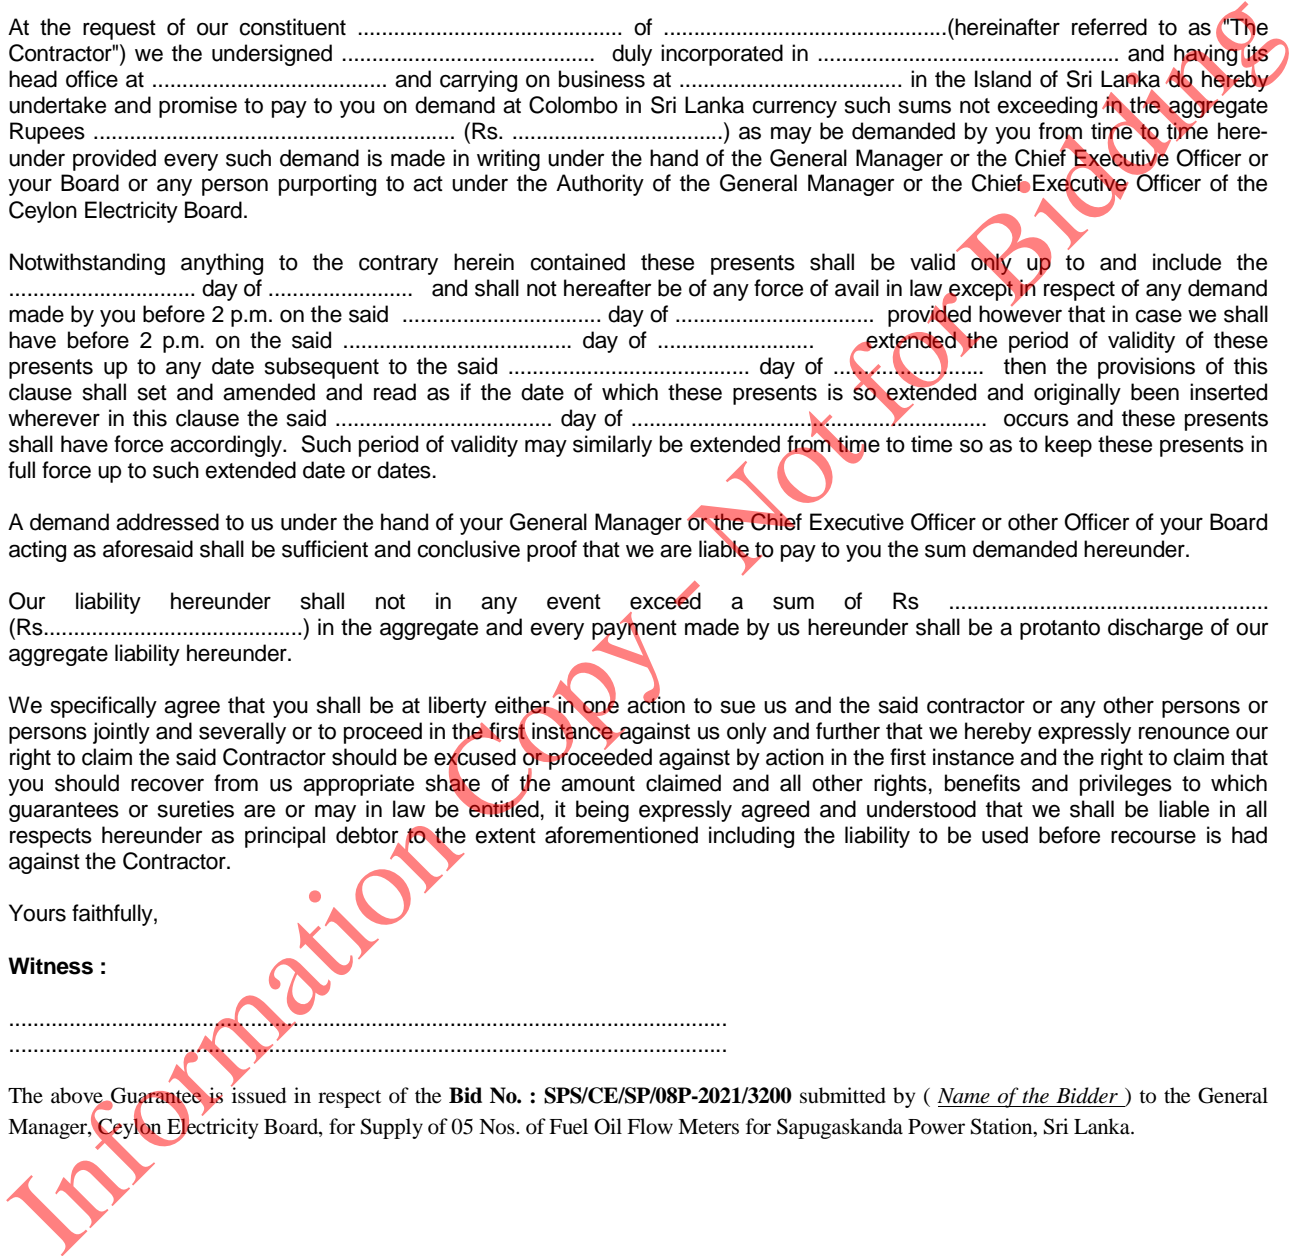 At the request of our constituent ............................................ of ...............................................(hereinafter referred to as "The
Contractor") we the undersigned .......................................... duly incorporated in .................................................. and having its
head office at ....................................... and carrying on business at ..................................... in the Island of Sri Lanka do hereby
undertake and promise to pay to you on demand at Colombo in Sri Lanka currency such sums not exceeding in the aggregate
Rupees ............................................................ (Rs. ...................................) as may be demanded by you from time to time here-
under provided every such demand is made in writing under the hand of the General Manager or the Chief Executive Officer or
your Board or any person purporting to act under the Authority of the General Manager or the Chief Executive Officer of the
Ceylon Electricity Board.
Notwithstanding anything to the contrary herein contained these presents shall be valid only up to and include the
............................... day of ........................ and shall not hereafter be of any force of avail in law except in respect of any demand
made by you before 2 p.m. on the said ................................. day of ................................. provided however that in case we shall
have before 2 p.m. on the said ...................................... day of .......................... extended the period of validity of these
presents up to any date subsequent to the said ........................................ day of ......................... then the provisions of this
clause shall set and amended and read as if the date of which these presents is so extended and originally been inserted
wherever in this clause the said .................................... day of ........................................................... occurs and these presents
shall have force accordingly. Such period of validity may similarly be extended from time to time so as to keep these presents in
full force up to such extended date or dates.
A demand addressed to us under the hand of your General Manager or the Chief Executive Officer or other Officer of your Board
acting as aforesaid shall be sufficient and conclusive proof that we are liable to pay to you the sum demanded hereunder.
Our liability hereunder shall not in any event exceed a sum of Rs .....................................................
(Rs...........................................) in the aggregate and every payment made by us hereunder shall be a protanto discharge of our
aggregate liability hereunder.
We specifically agree that you shall be at liberty either in one action to sue us and the said contractor or any other persons or
persons jointly and severally or to proceed in the first instance against us only and further that we hereby expressly renounce our
right to claim the said Contractor should be excused or proceeded against by action in the first instance and the right to claim that
you should recover from us appropriate share of the amount claimed and all other rights, benefits and privileges to which
guarantees or sureties are or may in law be entitled, it being expressly agreed and understood that we shall be liable in all
respects hereunder as principal debtor to the extent aforementioned including the liability to be used before recourse is had
against the Contractor.
Yours faithfully,
Witness :
.......................................................................................................................
.......................................................................................................................
The above Guarantee is issued in respect of the Bid No. : SPS/CE/SP/08P-2021/3200 submitted by ( Name of the Bidder ) to the General
Manager, Ceylon Electricity Board, for Supply of 05 Nos. of Fuel Oil Flow Meters for Sapugaskanda Power Station, Sri Lanka.
Information Copy - Not for Bidding